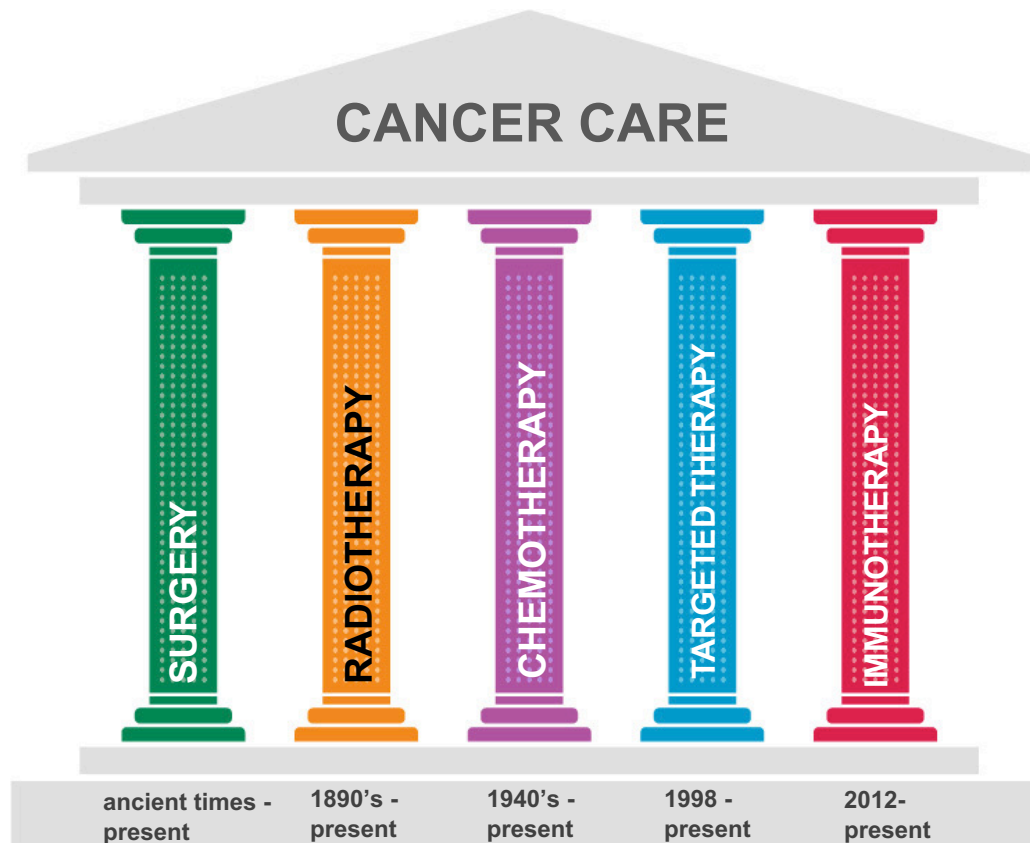 CANCER CARE
SURGERY
RADIOTHERAPY
CHEMOTHERAPY
TARGETED THERAPY
IMMUNOTHERAPY
ancient times -
present
1890’s -
present
1940’s -
present
1998 -
present
2012-
present